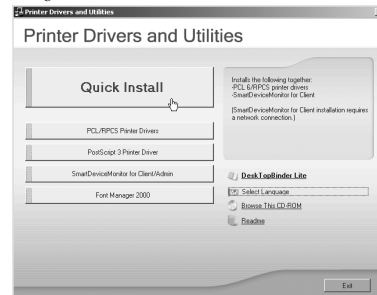 Printer Drivers and Utilities
Printer Drivers and Utilities
Quick Install
PCL/RPCS Printer Drivers
PostScript 3 Printer Driver
SmartDeviceMonitor for Client/Admin
Font Manager 2000
Installs the following together:
-PCL 6/RPCS printer drivers
-SmartDeviceMonitor for Client
(SmartDeviceMonitor for Client installation requires
a network connection.)
DeskTopBinder Lite
Select Language
Browse This CD-ROM
Readme
Exit